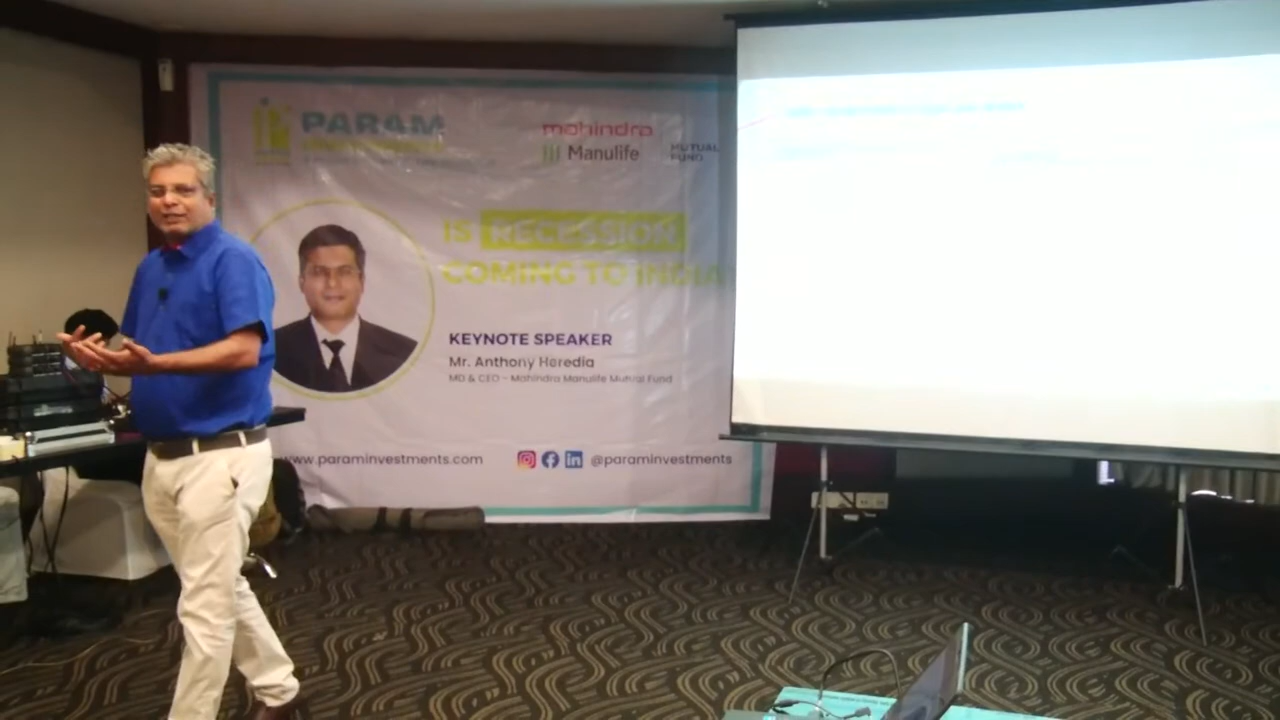 PARAM
mahindra
Manulife
MUTUAL
FUND
IS RECESSION
COMING TO INDIA
KEYNOTE SPEAKER
Mr. Anthony Heredia
MD & CEO - Mahindra Manulife Mutual Fund
www.paraminvestments.com
@paraminvestments